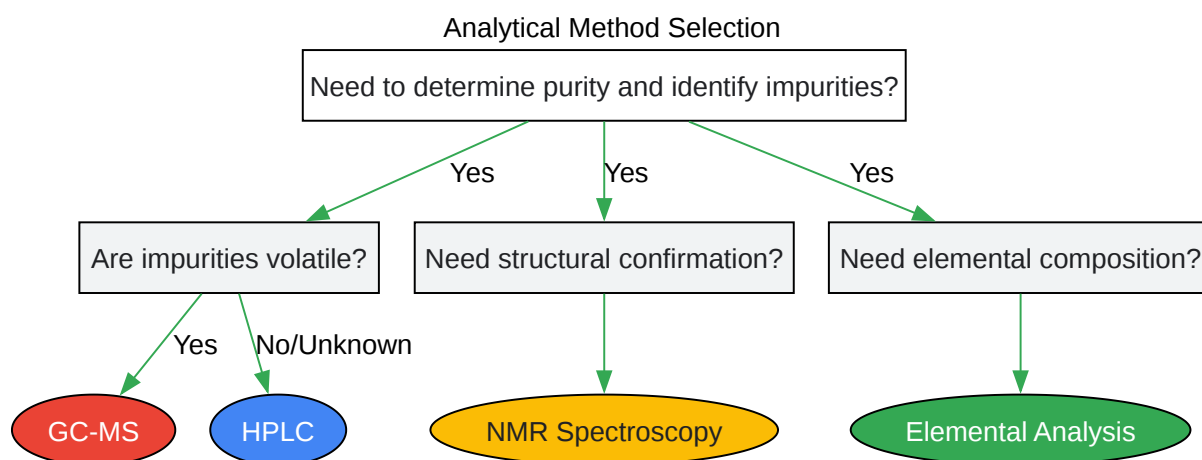 Analytical Method Selection
Need to determine purity and identify impurities?
Yes
Yes
Yes
Are impurities volatile?
Need structural confirmation?
Need elemental composition?
Yes
No/Unknown
GC-MS
HPLC
NMR Spectroscopy
Elemental Analysis